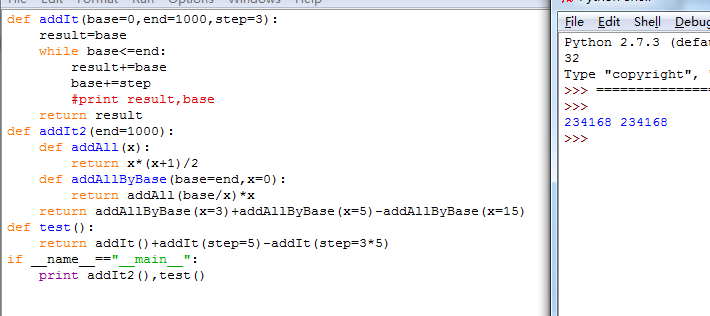 File Edit Format Run Options Windows Help
def addIt(base=0,end=1000,step=3):
    result=base
    while base<=end:
        result+=base
        base+=step
        #print result,base
    return result
def addIt2(end=1000):
    def addAll(x):
        return x*(x+1)/2
    def addAllByBase(base=end,x=0):
        return addAll(base/x)*x
    return addAllByBase(x=3)+addAllByBase(x=5)-addAllByBase(x=15)
def test():
    return addIt()+addIt(step=5)-addIt(step=3*5)
if __name__=="__main__":
    print addIt2(),test()
File Edit Shell Debug
Python 2.7.3 (defau
32
Type "copyright", "
>>> ================
>>>
234168 234168
>>>